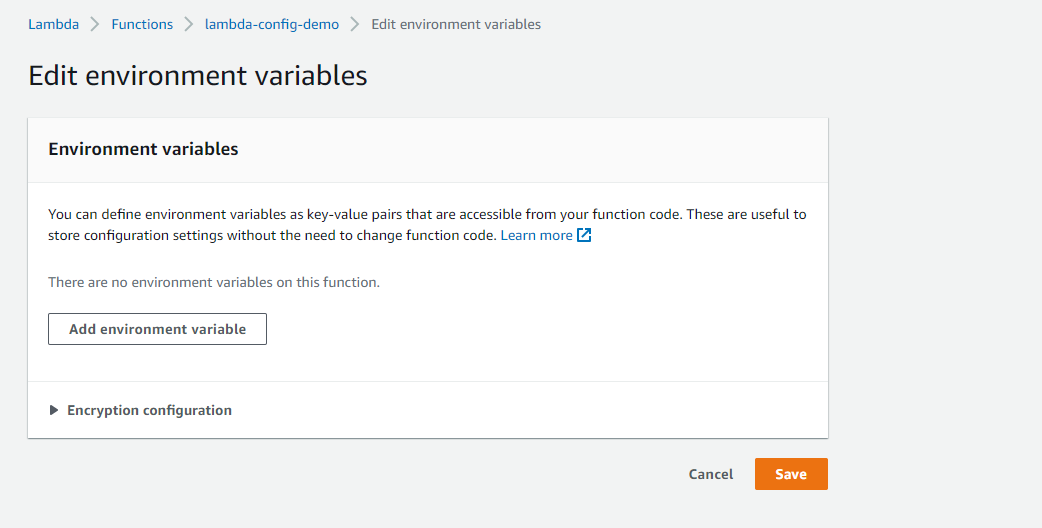 Lambda > Functions > lambda-config-demo > Edit environment variables
Edit environment variables
Environment variables
You can define environment variables as key-value pairs that are accessible from your function code. These are useful to
store configuration settings without the need to change function code. Learn more
There are no environment variables on this function.
Add environment variable
Encryption configuration
Cancel Save